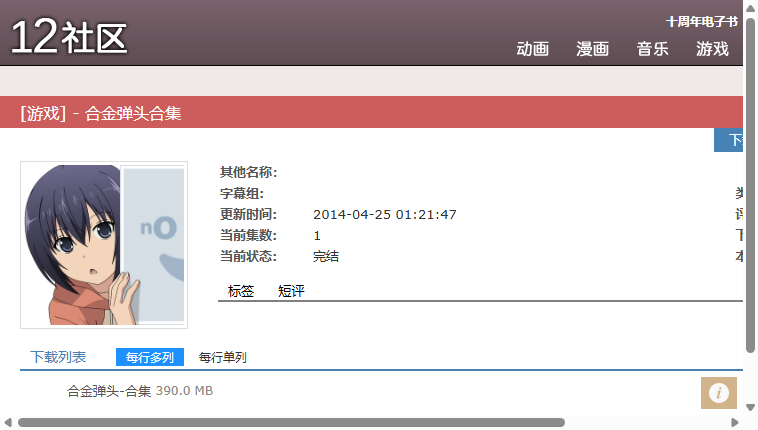 12社区
十周年电子书
动画 漫画 音乐 游戏
[游戏] - 合金弹头合集
下
其他名称:
字幕组:
更新时间: 2014-04-25 01:21:47
当前集数: 1
当前状态: 完结
标签 短评
nO
下载列表 每行多列 每行单列
合金弹头-合集 390.0 MB
i